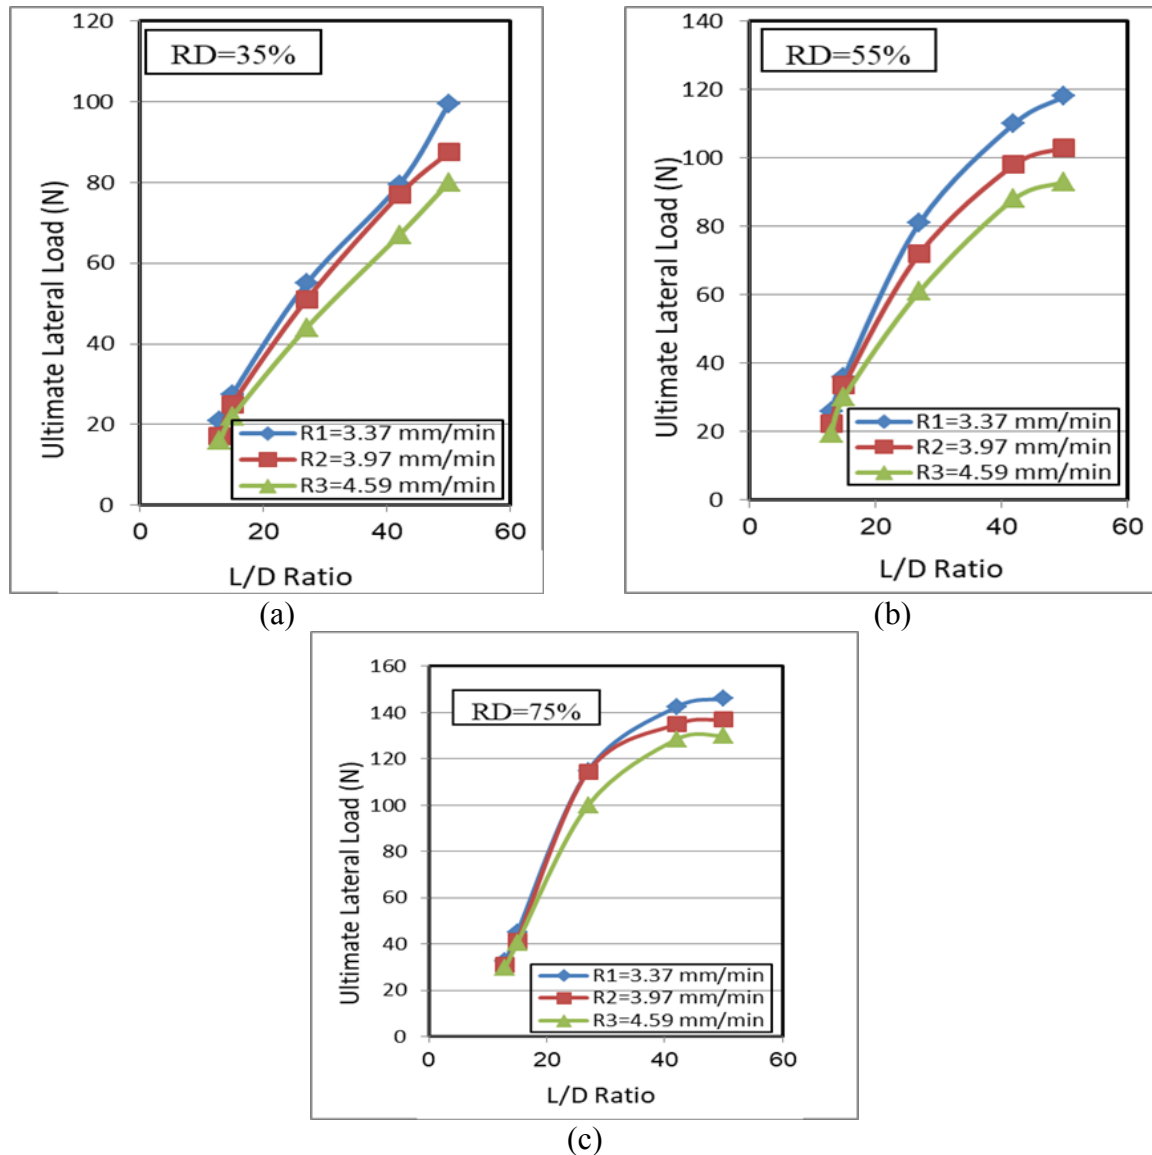 RD=35%
Ultimate Lateral Load (N)
120
100
80
60
40
20
0
R1=3.37 mm/min
R2=3.97 mm/min
R3=4.59 mm/min
0 20 40 60
L/D Ratio
(a)
RD=55%
Ultimate Lateral Load (N)
140
120
100
80
60
40
20
0
R1=3.37 mm/min
R2=3.97 mm/min
R3=4.59 mm/min
0 20 40 60
L/D Ratio
(b)
RD=75%
Ultimate Lateral Load (N)
160
140
120
100
80
60
40
20
0
R1=3.37 mm/min
R2=3.97 mm/min
R3=4.59 mm/min
0 20 40 60
L/D Ratio
(c)